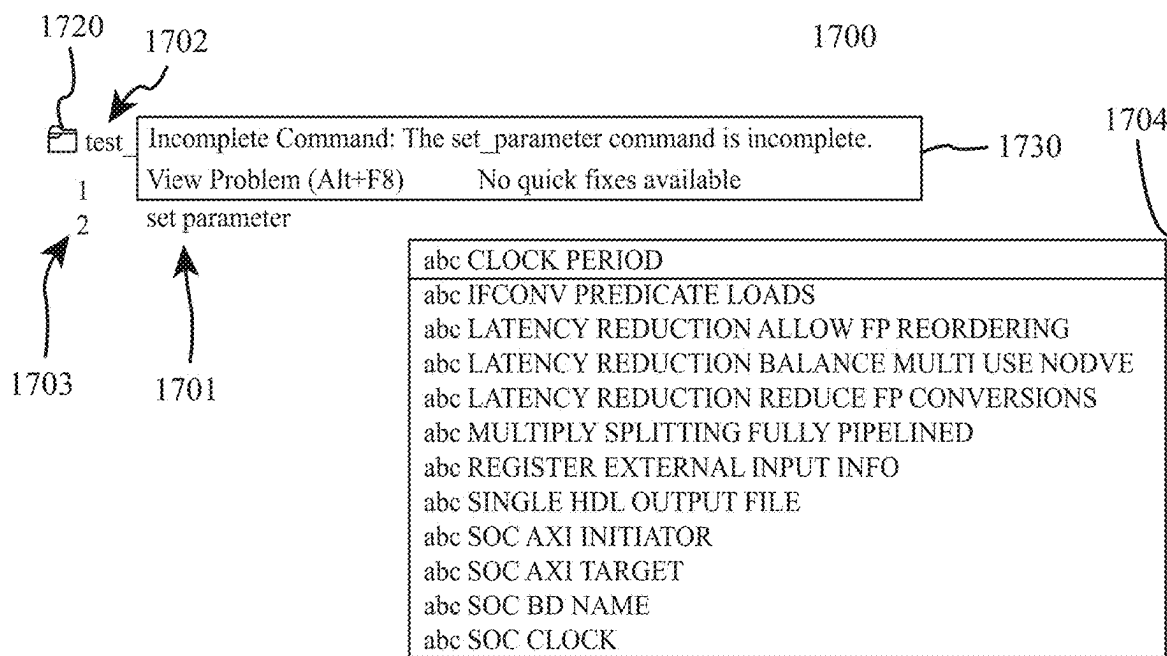 1720
1702
1700
1704
test_
Incomplete Command: The set_parameter command is incomplete.
1730
View Problem (Alt+F8) No quick fixes available
1
2 set parameter
abc CLOCK PERIOD
abc IFCONV PREDICATE LOADS
abc LATENCY REDUCTION ALLOW FP REORDERING
abc LATENCY REDUCTION BALANCE MULTI USE NODVE
abc LATENCY REDUCTION REDUCE FP CONVERSIONS
1703
1701
abc MULTIPLY SPLITTING FULLY PIPELINED
abc REGISTER EXTERNAL INPUT INFO
abc SINGLE HDL OUTPUT FILE
abc SOC AXI INITIATOR
abc SOC AXI TARGET
abc SOC BD NAME
abc SOC CLOCK